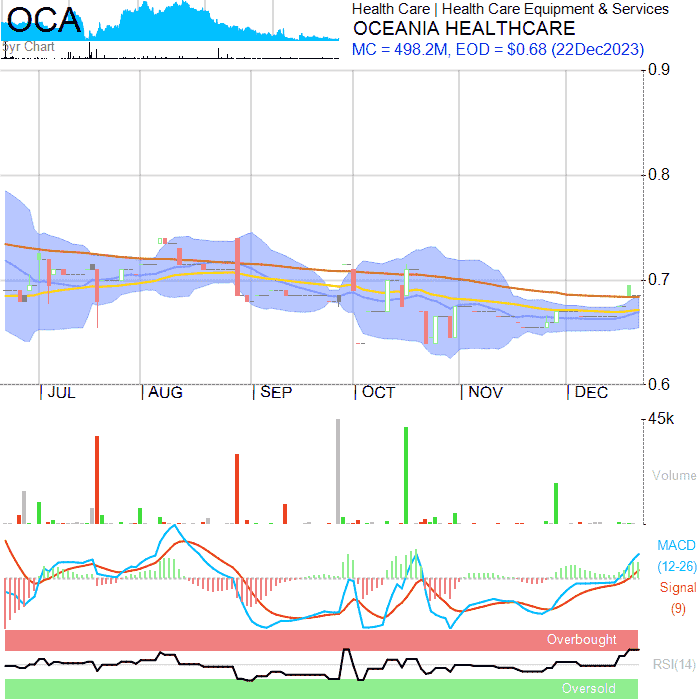 OCA
5yr Chart
Health Care | Health Care Equipment & Services
OCEANIA HEALTHCARE
MC = 498.2M, EOD = $0.68 (22Dec2023)
0.9
0.8
0.7
0.6
| JUL | AUG | SEP | OCT | NOV | DEC
45k
Volume
MACD
(12-26)
Signal
(9)
Overbought
RSI(14)
Oversold